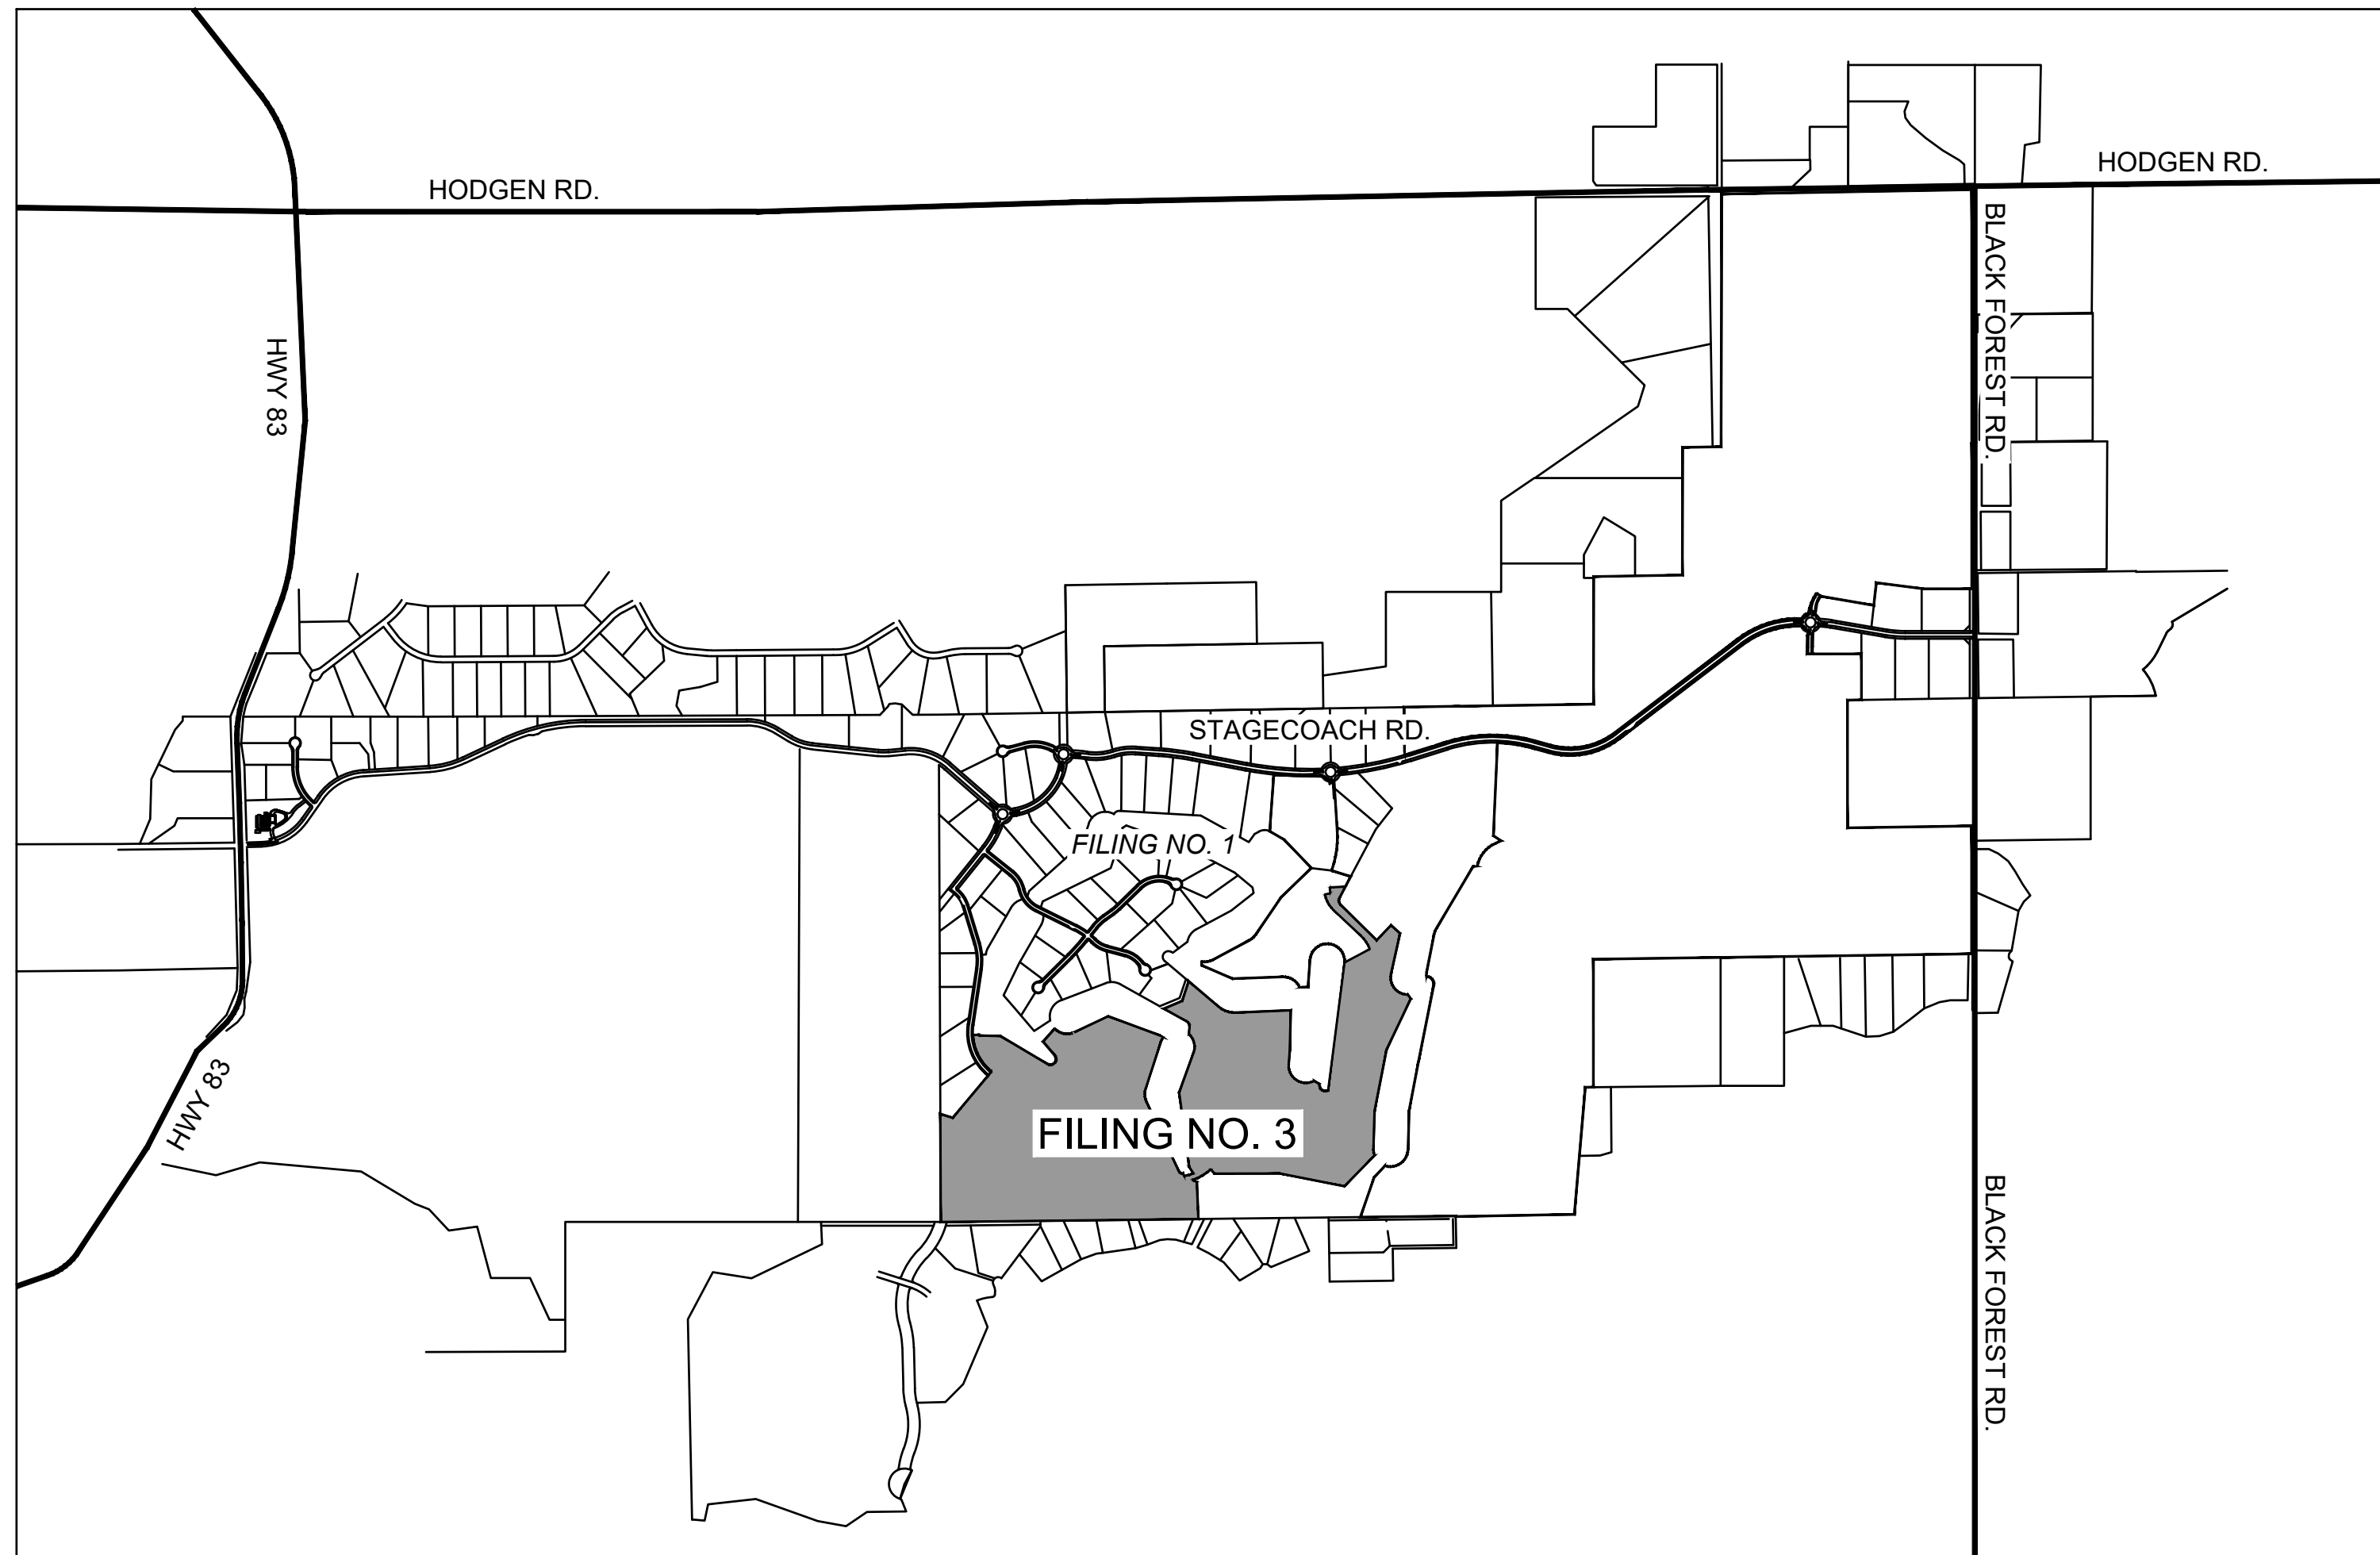 HODGEN RD.
HODGEN RD.
BLACK FOREST RD.
HWY 83
STAGECOACH RD.
FILING NO. 1
HWY 83
FILING NO. 3
BLACK FOREST RD.